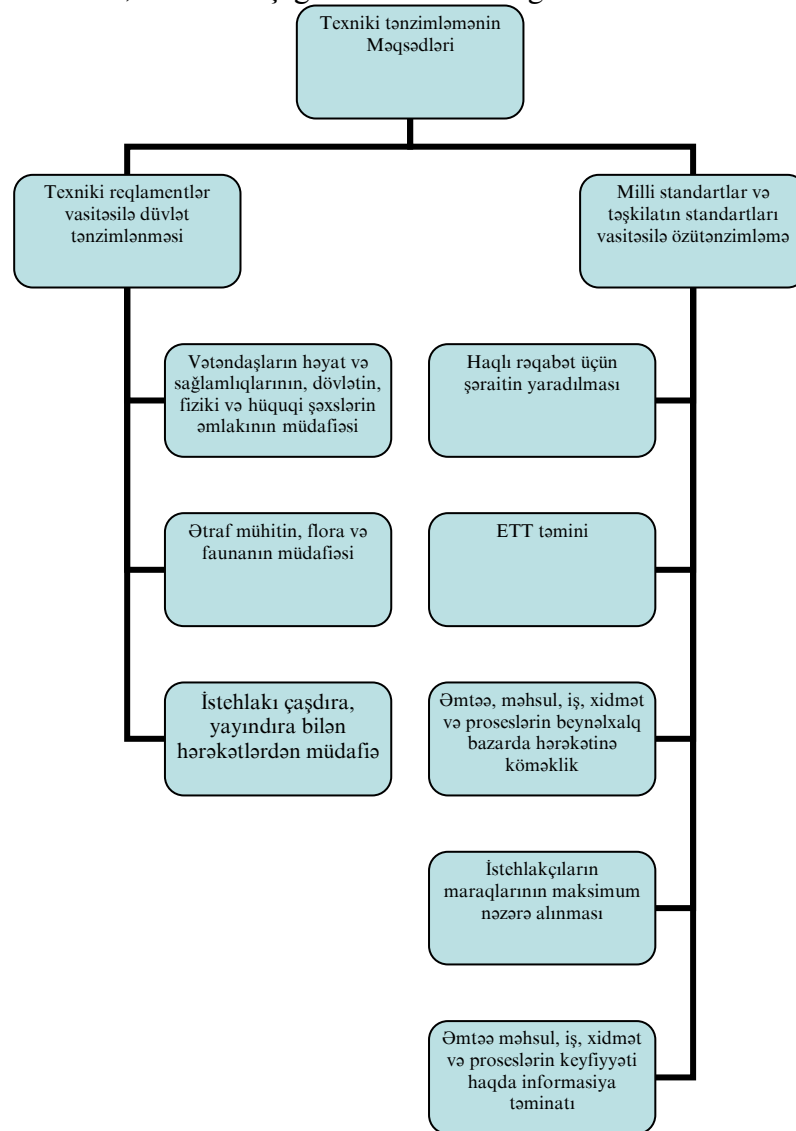 Texniki tənzimləmənin
Məqsədləri
Texniki reqlamentlər
vasitəsilə düvlət
tənzimlənməsi
Milli standartlar və
təşkilatın standartları
vasitəsilə özütənzimləmə
Vətəndaşların həyat və
sağlamlıqlarının, dövlətin,
fiziki və hüquqi şəxslərin
əmlakının müdafiəsi
Ətraf mühitin, flora və
faunanın müdafiəsi
İstehlakı çaşdıra,
yayındıra bilən
hərəkətlərdən müdafiə
Haqlı rəqabət üçün
şəraitin yaradılması
ETT təmini
Əmtəə, məhsul, iş, xidmət
və proseslərin beynəlxalq
bazarda hərəkətinə
köməklik
İstehlakçıların
maraqlarının maksimum
nəzərə alınması
Əmtəə məhsul, iş, xidmət
və proseslərin keyfiyyəti
haqda informasiya
təminatı